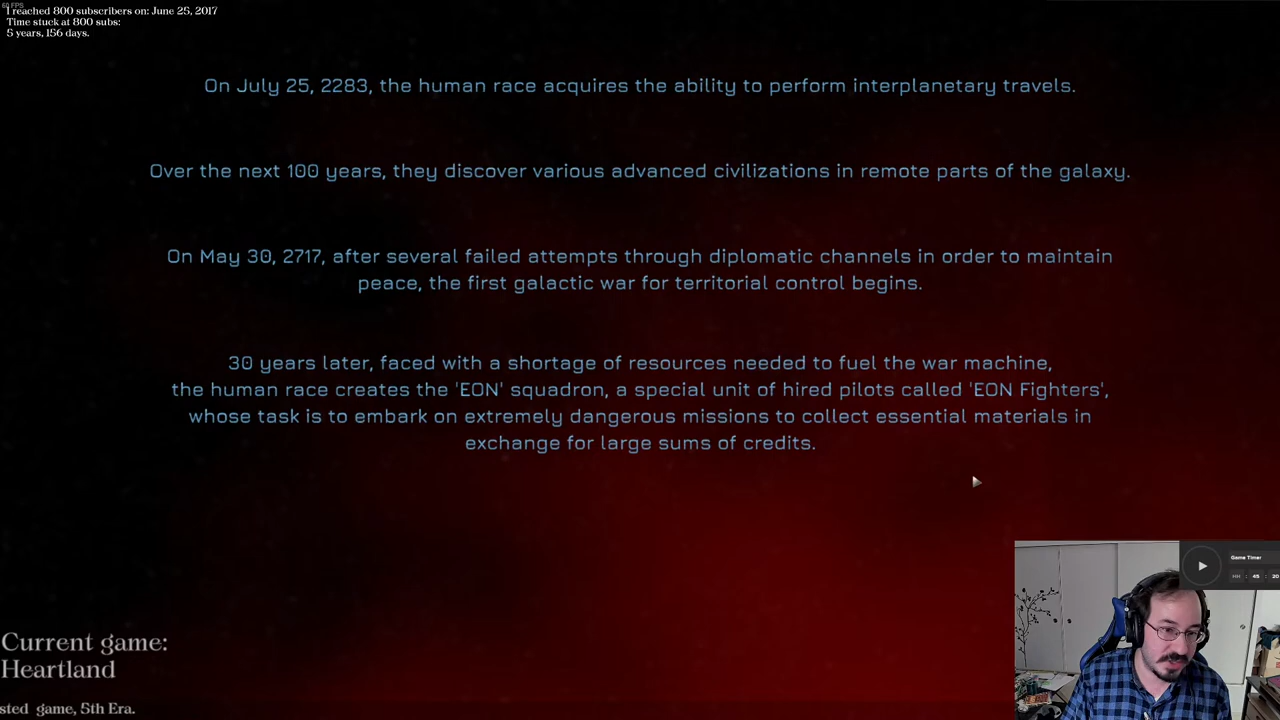 60 FPS
I reached 800 subscribers on: June 25, 2017
Time stuck at 800 subs:
5 years, 156 days.
On July 25, 2283, the human race acquires the ability to perform interplanetary travels.
Over the next 100 years, they discover various advanced civilizations in remote parts of the galaxy.
On May 30, 2717, after several failed attempts through diplomatic channels in order to maintain
peace, the first galactic war for territorial control begins.
30 years later, faced with a shortage of resources needed to fuel the war machine,
the human race creates the 'EON' squadron, a special unit of hired pilots called 'EON Fighters',
whose task is to embark on extremely dangerous missions to collect essential materials in
exchange for large sums of credits.
Game Timer
HH : 45 : 20
Current game:
Heartland
sted game, 5th Era.